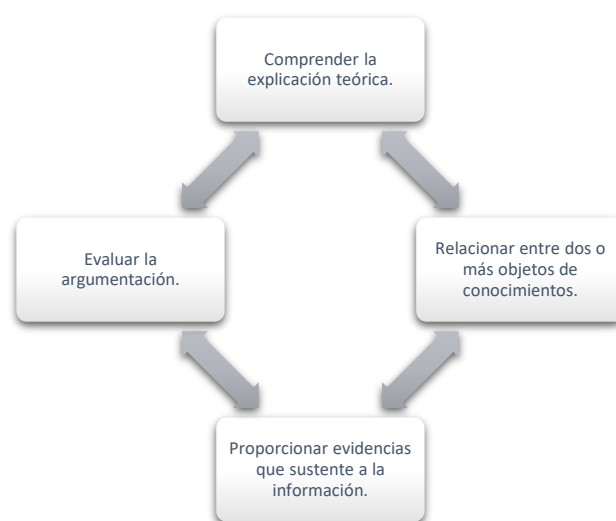 Comprender la
explicación teórica.
Relacionar entre dos o
más objetos de
conocimientos.
Proporcionar evidencias
que sustente a la
información.
Evaluar la
argumentación.